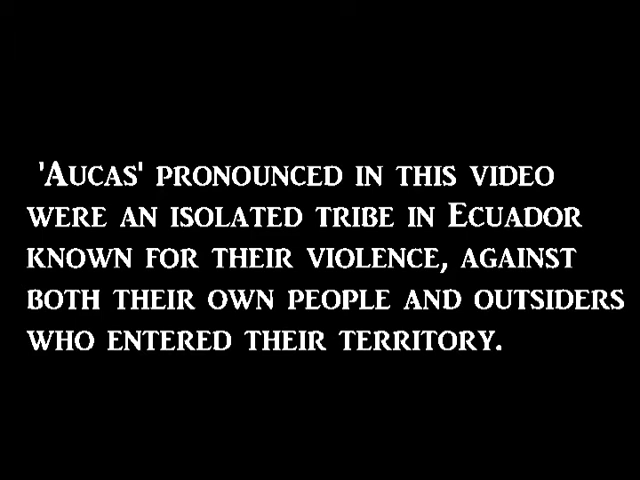 'Aucas' pronounced in this video
were an isolated tribe in Ecuador
known for their violence, against
both their own people and outsiders
who entered their territory.